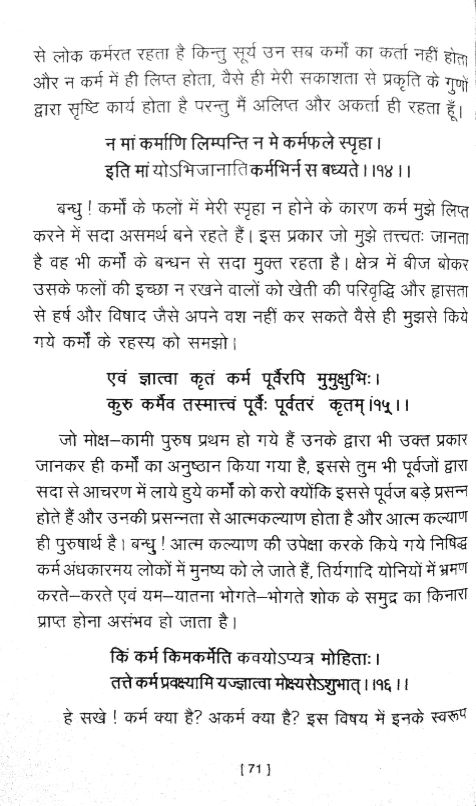 से लोक कर्मरत रहता है किन्तु सूर्य उन सब कर्मों का कर्ता नहीं होता
और न कर्म में ही लिप्त होता, वैसे ही मेरी सकाशता से प्रकृति के गुणों
द्वारा सृष्टि कार्य होता है परन्तु मैं अलिप्त और अकर्ता ही रहता हूँ।
न मां कर्माणि लिम्पन्ति न मे कर्मफले स्पृहा।
इति मां योऽभिजानाति कर्मभिर्न स बध्यते।।१४।।
बन्धु ! कर्मों के फलों में मेरी स्पृहा न होने के कारण कर्म मुझे लिप्त
करने में सदा असमर्थ बने रहते हैं। इस प्रकार जो मुझे तत्त्वतः जानता
है वह भी कर्मों के बन्धन से सदा मुक्त रहता है। क्षेत्र में बीज बोकर
उसके फलों की इच्छा न रखने वालों को खेती की परिवृद्धि और ह्रासता
से हर्ष और विषाद जैसे अपने वश नहीं कर सकते वैसे ही मुझसे किये
गये कर्मों के रहस्य को समझो।
एवं ज्ञात्वा कृतं कर्म पूर्वैरपि मुमुक्षुभिः।
कुरु कर्मैव तस्मात्त्वं पूर्वैः पूर्वतरं कृतम्।१५।।
जो मोक्ष–कामी पुरुष प्रथम हो गये हैं उनके द्वारा भी उक्त प्रकार
जानकर ही कर्मों का अनुष्ठान किया गया है, इससे तुम भी पूर्वजों द्वारा
सदा से आचरण में लाये हुये कर्मों को करो क्योंकि इससे पूर्वज बड़े प्रसन्न
होते हैं और उनकी प्रसन्नता से आत्मकल्याण होता है और आत्म कल्याण
ही पुरुषार्थ है। बन्धु ! आत्म कल्याण की उपेक्षा करके किये गये निषिद्ध
कर्म अंधकारमय लोकों में मुनष्य को ले जाते हैं, तिर्यगादि योनियों में भ्रमण
करते–करते एवं यम–यातना भोगते–भोगते शोक के समुद्र का किनारा
प्राप्त होना असंभव हो जाता है।
किं कर्म किमकर्मेति कवयोऽप्यत्र मोहिताः।
तत्ते कर्म प्रवक्ष्यामि यज्ज्ञात्वा मोक्ष्यसेऽशुभात्।।१६।।
हे सखे ! कर्म क्या है? अकर्म क्या है? इस विषय में इनके स्वरूप
[ 71 ]